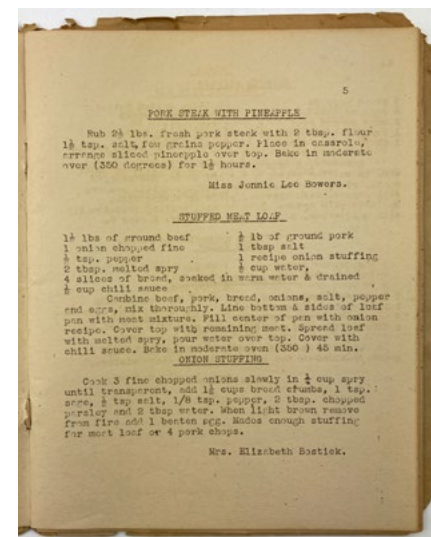 5
PORK STEAK WITH PINEAPPLE
Rub 2½ lbs. fresh pork steak with 2 tbsp. flour
1½ tsp. salt, few grains pepper. Place in casserole,
arrange sliced pineapple over top. Bake in moderate
oven (350 degrees) for 1½ hours.
Miss Jennie Lee Bowers.
STUFFED MEAT LOAF
1½ lbs of ground beef ½ lb of ground pork
1 onion chopped fine 1 tbsp salt
tsp. pepper 1 recipe onion stuffing
2 tbsp. melted spry cup water,
4 slices of bread, soaked in warm water & drained
½ cup chili sauce
Combine beef, pork, bread, onions, salt, pepper
and eggs, mix thoroughly. Line bottom & sides of loaf
pan with meat mixture. Fill center of pan with onion
recipe. Cover top with remaining meat. Spread loaf
with melted spry, pour water over top. Cover with
chili sauce. Bake in moderate oven (350 ) 45 min.
ONION STUFFING
Cook 3 fine chopped onions slowly in cup spry
until transparent, add 1½ cups bread crumbs, 1 tsp.
sage, tsp salt, 1/8 tsp. pepper, 2 tbsp. chopped
parsley and 2 tbsp water. When light brown remove
from fire add 1 beaten egg. Makes enough stuffing
for meat loaf or 4 pork chops.
Mrs. Elizabeth Bostick.